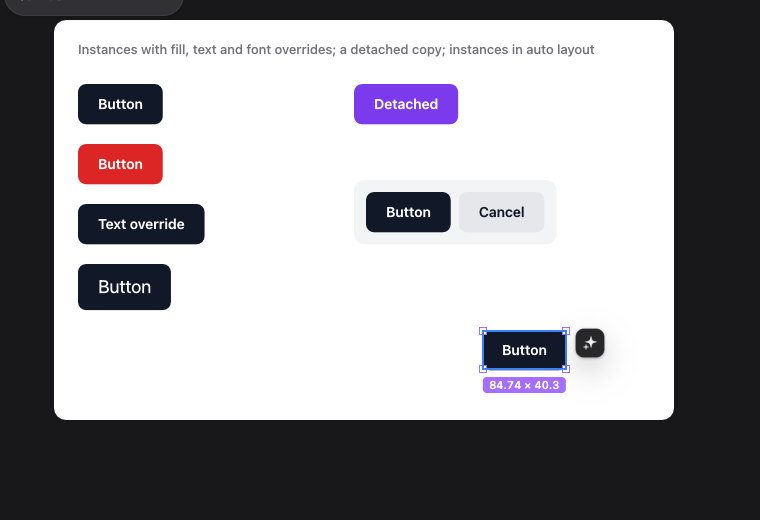 Instances with fill, text and font overrides; a detached copy; instances in auto layout
Button
Detached
Button
Button
Cancel
Text override
Button
Button
84.74 × 40.3